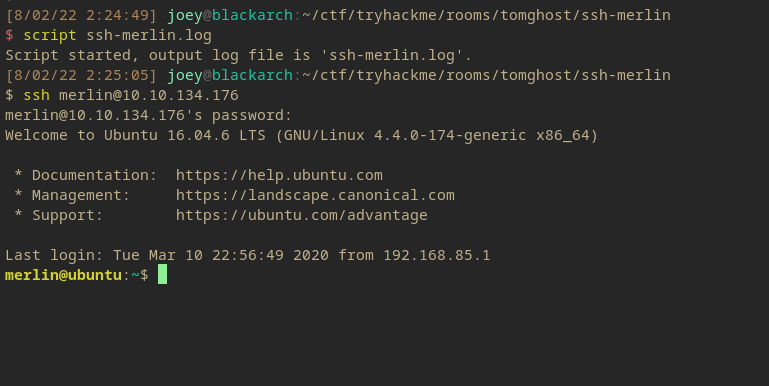 [8/02/22 2:24:49] joey@blackarch:~/ctf/tryhackme/rooms/tomghost/ssh-merlin
$ script ssh-merlin.log
Script started, output log file is 'ssh-merlin.log'.
[8/02/22 2:25:05] joey@blackarch:~/ctf/tryhackme/rooms/tomghost/ssh-merlin
$ ssh merlin@10.10.134.176
merlin@10.10.134.176's password:
Welcome to Ubuntu 16.04.6 LTS (GNU/Linux 4.4.0-174-generic x86_64)
 * Documentation:  https://help.ubuntu.com
 * Management:     https://landscape.canonical.com
 * Support:        https://ubuntu.com/advantage
Last login: Tue Mar 10 22:56:49 2020 from 192.168.85.1
merlin@ubuntu:~$